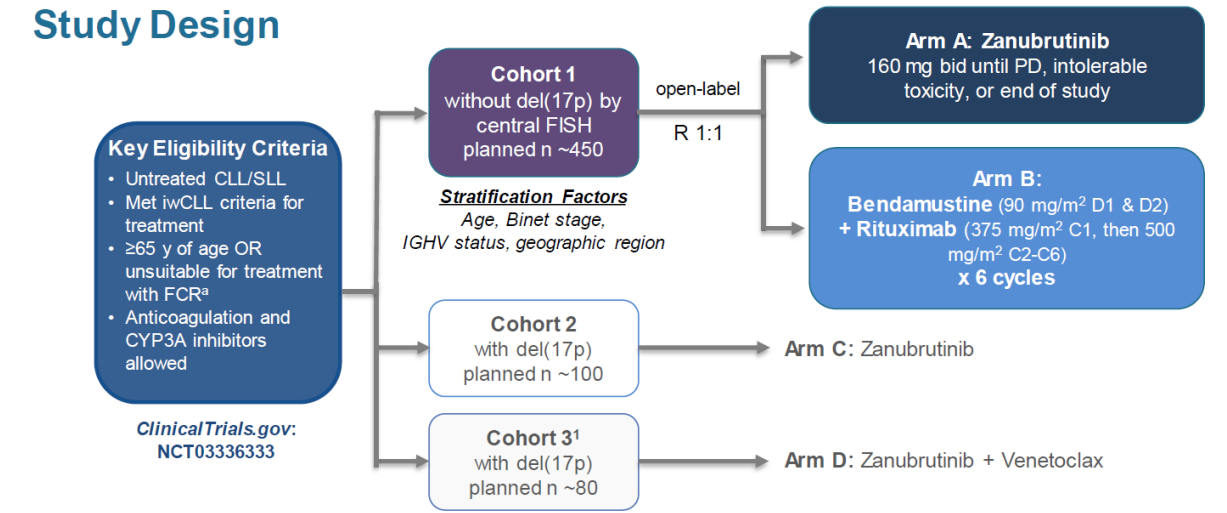 Study Design
Key Eligibility Criteria
• Untreated CLL/SLL
• Met iwCLL criteria for
treatment
• ≥65 y of age OR
unsuitable for treatment
with FCRᵃ
• Anticoagulation and
CYP3A inhibitors
allowed
ClinicalTrials.gov:
NCT03336333
Cohort 1
without del(17p) by
central FISH
planned n ~450
Stratification Factors
Age, Binet stage,
IGHV status, geographic region
open-label
R 1:1
Arm A: Zanubrutinib
160 mg bid until PD, intolerable
toxicity, or end of study
Arm B:
Bendamustine (90 mg/m² D1 & D2)
+ Rituximab (375 mg/m² C1, then 500
mg/m² C2-C6)
x 6 cycles
Cohort 2
with del(17p)
planned n ~100
Arm C: Zanubrutinib
Cohort 3¹
with del(17p)
planned n ~80
Arm D: Zanubrutinib + Venetoclax